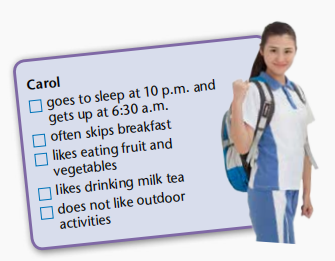 Carol
goes to sleep at 10 p.m. and
gets up at 6:30 a.m.
often skips breakfast
likes eating fruit and
vegetables
likes drinking milk tea
does not like outdoor
activities